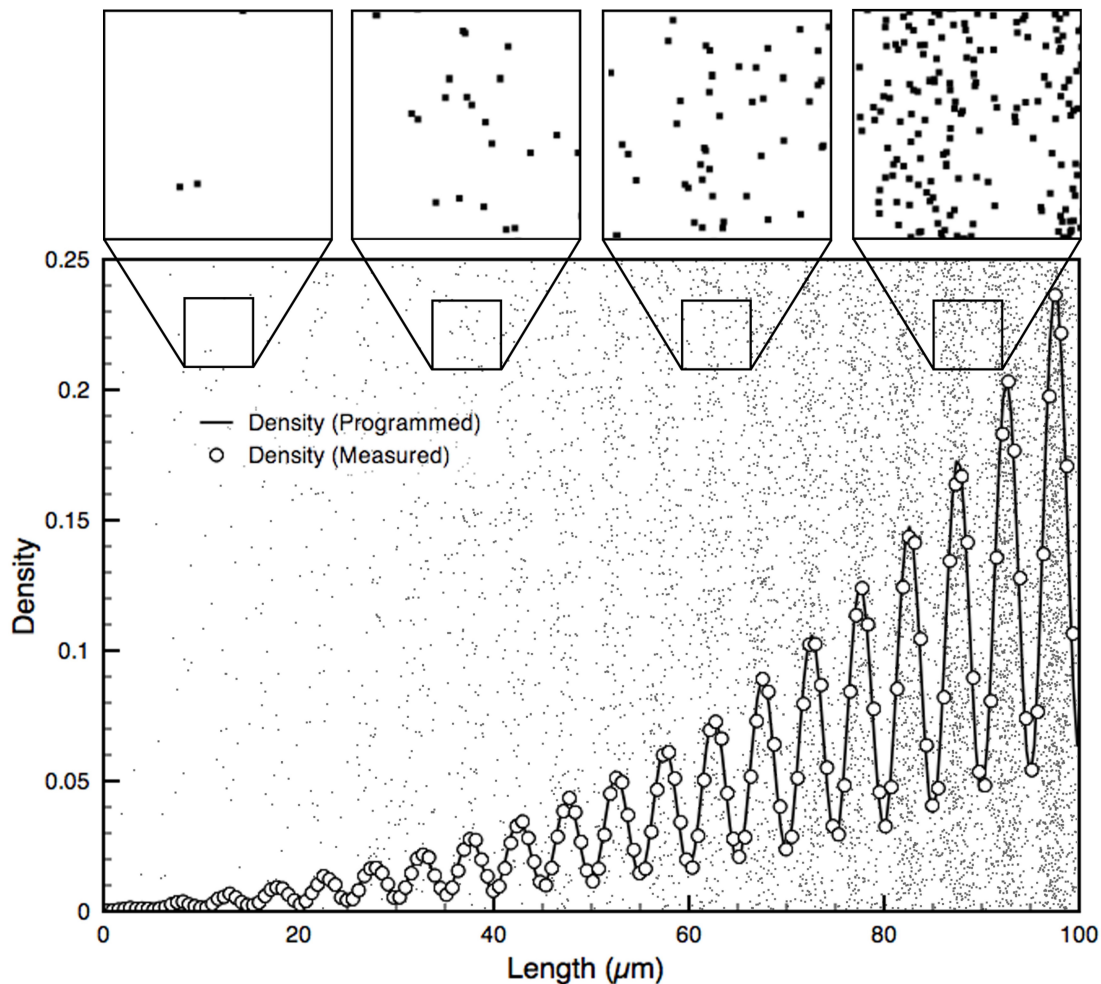 0.25
0.2
0.15
0.1
0.05
0
Density
Density (Programmed)
Density (Measured)
0 20 40 60 80 100
Length (μm)